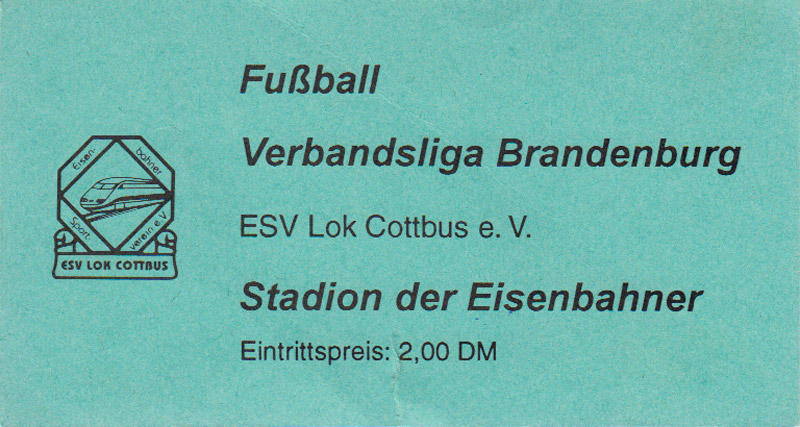 Fußball
Verbandsliga Brandenburg
ESV Lok Cottbus e. V.
Stadion der Eisenbahner
Eintrittspreis: 2,00 DM
Eisen-
bahner
Sport
verein e.V
ESV LOK COTTBUS